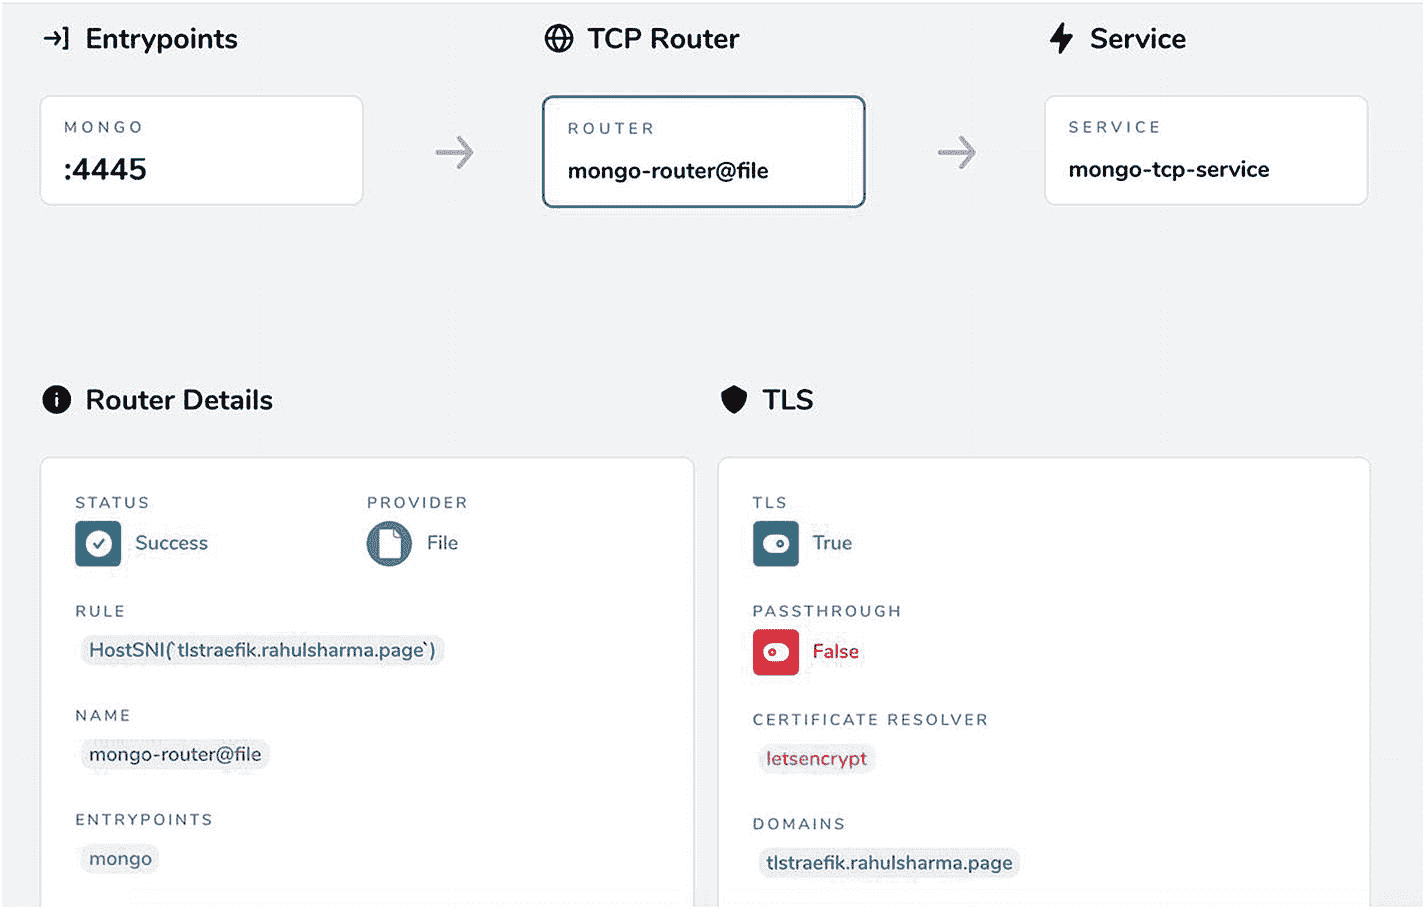 Entrypoints
TCP Router
Service
MONGO
:4445
ROUTER
mongo-router@file
SERVICE
mongo-tcp-service
Router Details
STATUS
PROVIDER
Success
File
RULE
HostSNI(`tlstraefik.rahulsharma.page`)
NAME
mongo-router@file
ENTRYPOINTS
mongo
TLS
TLS
True
PASSTHROUGH
False
CERTIFICATE RESOLVER
letsencrypt
DOMAINS
tlstraefik.rahulsharma.page